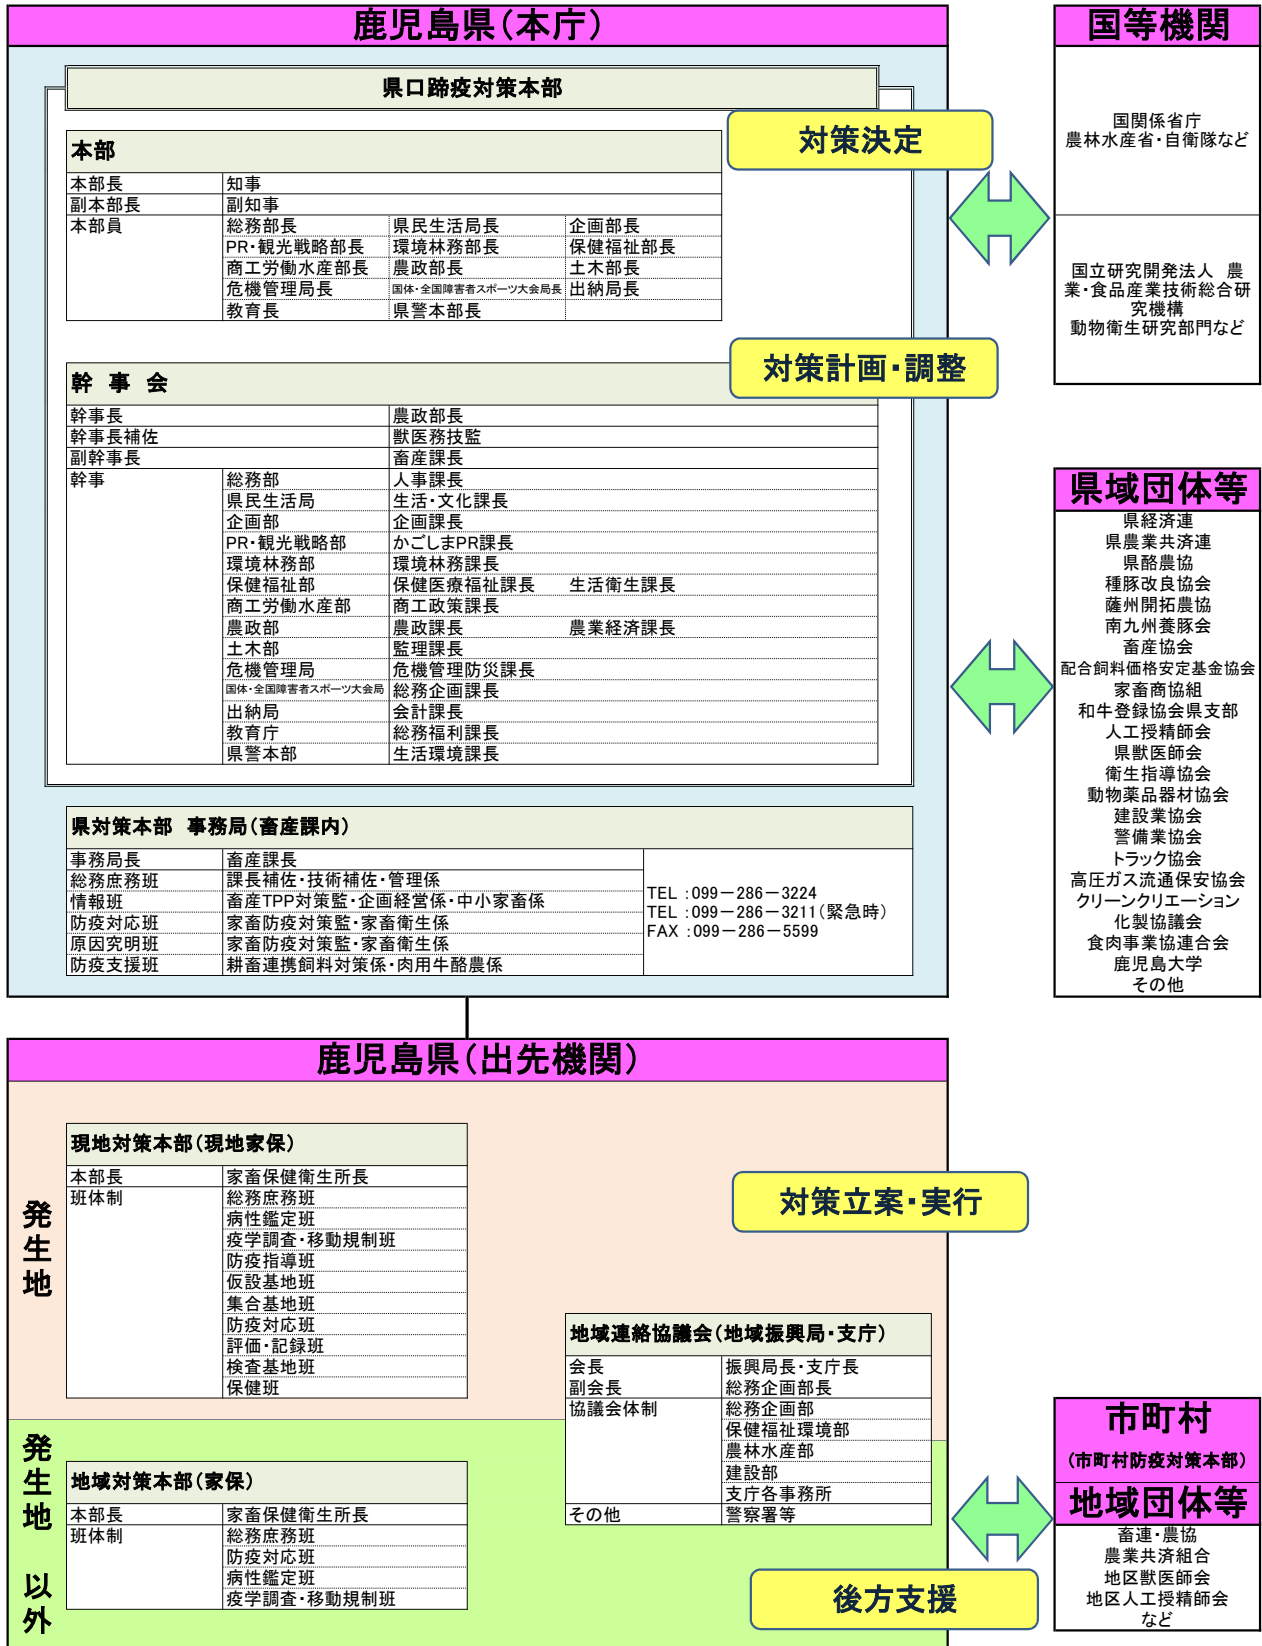 鹿児島県(本庁)
県口蹄疫対策本部
対策決定
本部
本部長 知事
副本部長 副知事
本部員 総務部長 県民生活局長 企画部長
PR・観光戦略部長 環境林務部長 保健福祉部長
商工労働水産部長 農政部長 土木部長
危機管理局長 国体・全国障害者スポーツ大会局長 出納局長
教育長 県警本部長
対策計画・調整
幹 事 会
幹事長 農政部長
幹事長補佐 獣医務技監
副幹事長 畜産課長
幹事 総務部 人事課長
県民生活局 生活・文化課長
企画部 企画課長
PR・観光戦略部 かごしまPR課長
環境林務部 環境林務課長
保健福祉部 保健医療福祉課長 生活衛生課長
商工労働水産部 商工政策課長
農政部 農政課長 農業経済課長
土木部 監理課長
危機管理局 危機管理防災課長
国体・全国障害者スポーツ大会局 総務企画課長
出納局 会計課長
教育庁 総務福利課長
県警本部 生活環境課長
県対策本部 事務局(畜産課内)
事務局長 畜産課長
総務庶務班 課長補佐・技術補佐・管理係
情報班 畜産TPP対策監・企画経営係・中小家畜係
防疫対応班 家畜防疫対策監・家畜衛生係
原因究明班 家畜防疫対策監・家畜衛生係
防疫支援班 耕畜連携飼料対策係・肉用牛酪農係
TEL :099-286-3224
TEL :099-286-3211(緊急時)
FAX :099-286-5599
国等機関
国関係省庁
農林水産省・自衛隊など
国立研究開発法人 農
業・食品産業技術総合研
究機構
動物衛生研究部門など
県域団体等
県経済連
県農業共済連
県酪農協
種豚改良協会
薩州開拓農協
南九州養豚会
畜産協会
配合飼料価格安定基金協会
家畜商協組
和牛登録協会県支部
人工授精師会
県獣医師会
衛生指導協会
動物薬品器材協会
建設業協会
警備業協会
トラック協会
高圧ガス流通保安協会
クリーンクリエーション
化製協議会
食肉事業協連合会
鹿児島大学
その他
鹿児島県(出先機関)
発生地
現地対策本部(現地家保)
本部長 家畜保健衛生所長
班体制 総務庶務班
病性鑑定班
疫学調査・移動規制班
防疫指導班
仮設基地班
集合基地班
防疫対応班
評価・記録班
検査基地班
保健班
対策立案・実行
地域連絡協議会(地域振興局・支庁)
会長 振興局長・支庁長
副会長 総務企画部長
協議会体制 総務企画部
保健福祉環境部
農林水産部
建設部
支庁各事務所
その他 警察署等
発生地 以外
地域対策本部(家保)
本部長 家畜保健衛生所長
班体制 総務庶務班
防疫対応班
病性鑑定班
疫学調査・移動規制班
後方支援
市町村
(市町村防疫対策本部)
地域団体等
畜連・農協
農業共済組合
地区獣医師会
地区人工授精師会
など